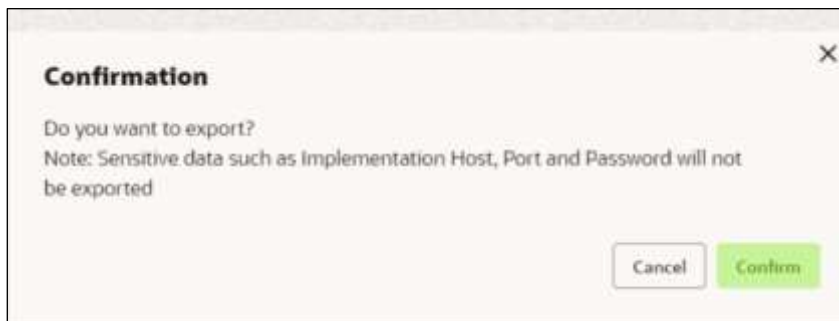 Confirmation
Do you want to export?
Note: Sensitive data such as Implementation Host, Port and Password will not
be exported
Cancel
Confirm